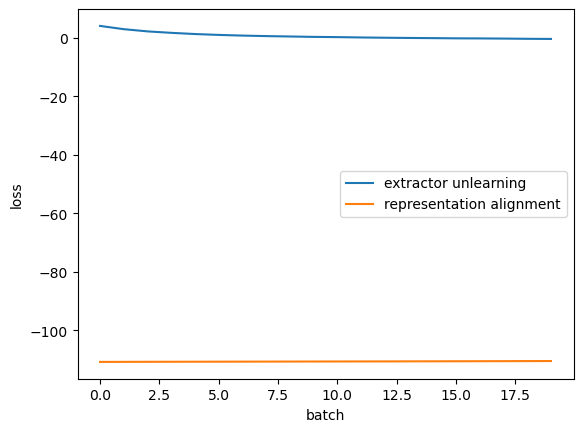 0
−20
−40
−60
−80
−100
loss
extractor unlearning
representation alignment
0.0 2.5 5.0 7.5 10.0 12.5 15.0 17.5
batch